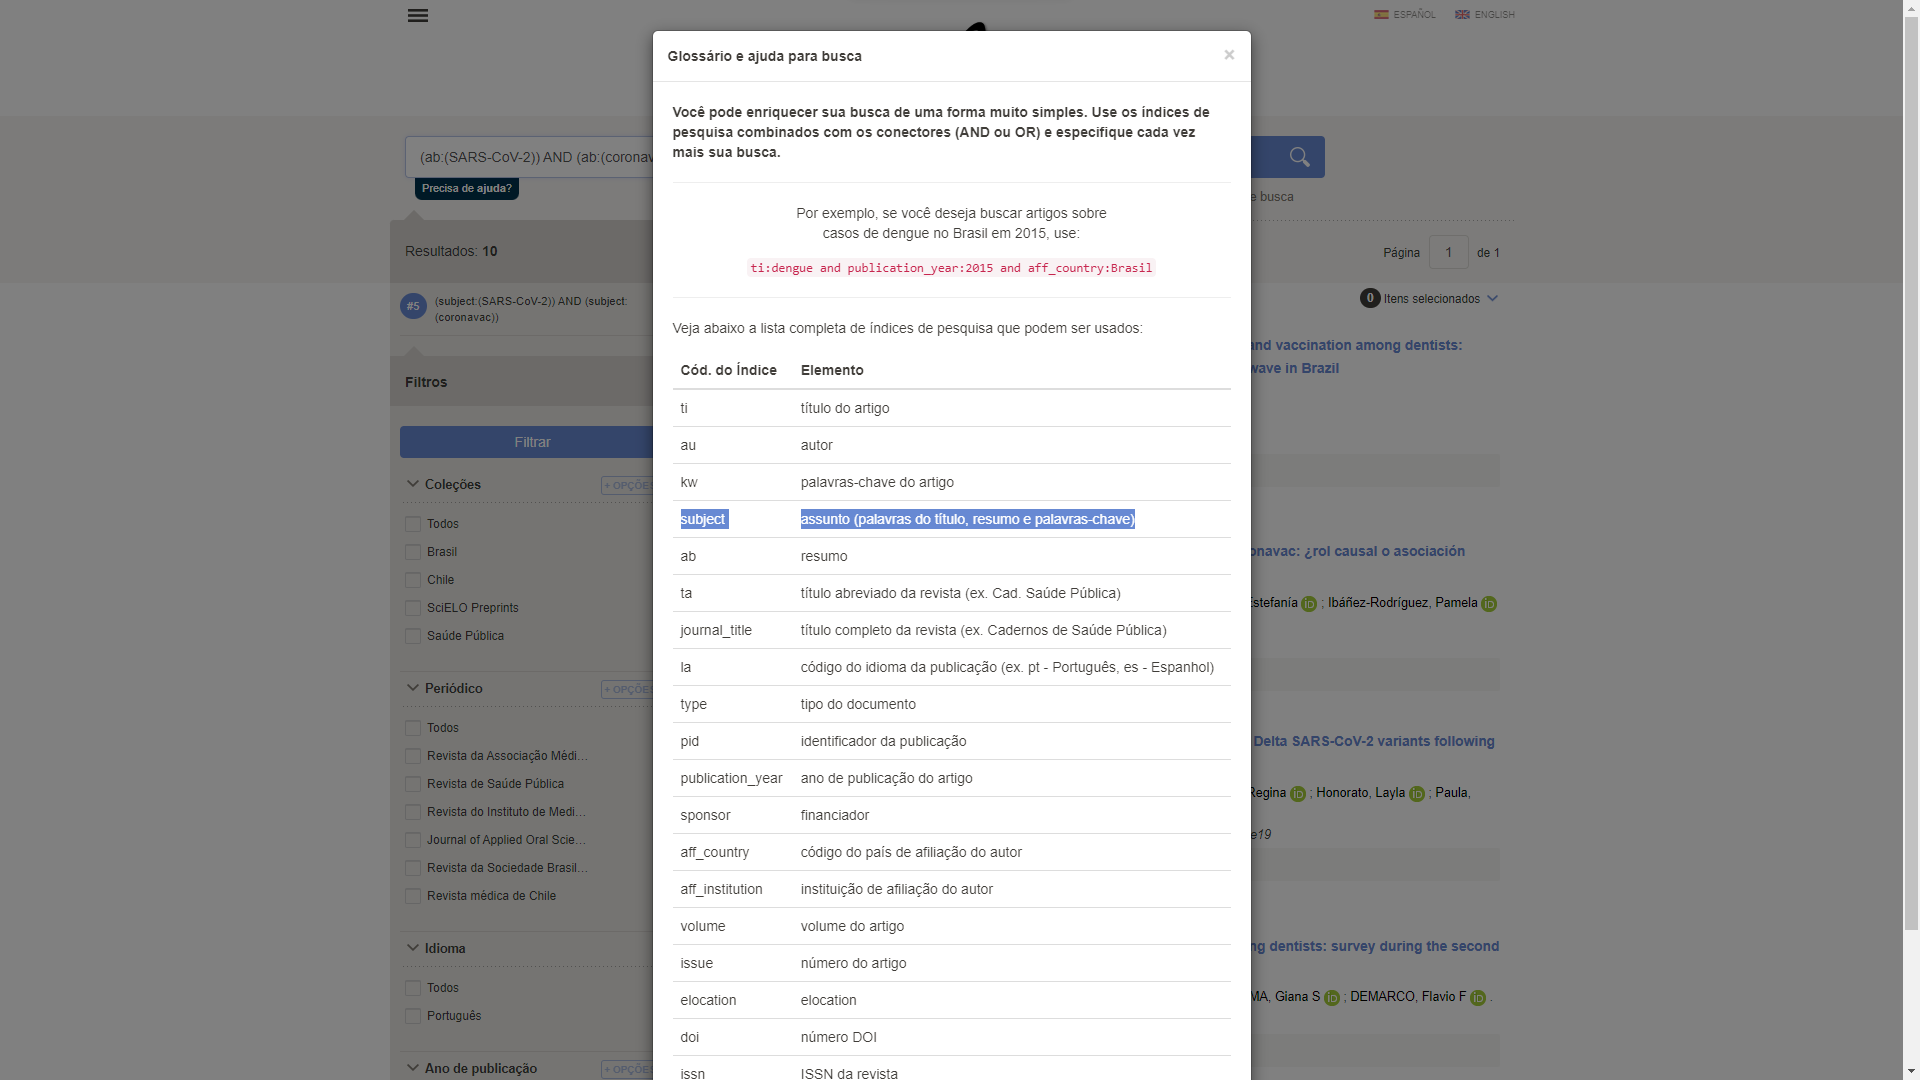 ESPAÑOL ENGLISH
Glossário e ajuda para busca ×
Você pode enriquecer sua busca de uma forma muito simples. Use os índices de
pesquisa combinados com os conectores (AND ou OR) e especifique cada vez
mais sua busca.
Por exemplo, se você deseja buscar artigos sobre
casos de dengue no Brasil em 2015, use:
ti:dengue and publication_year:2015 and aff_country:Brasil
Veja abaixo a lista completa de índices de pesquisa que podem ser usados:
Cód. do Índice Elemento
ti título do artigo
au autor
kw palavras-chave do artigo
subject assunto (palavras do título, resumo e palavras-chave)
ab resumo
ta título abreviado da revista (ex. Cad. Saúde Pública)
journal_title título completo da revista (ex. Cadernos de Saúde Pública)
la código do idioma da publicação (ex. pt - Português, es - Espanhol)
type tipo do documento
pid identificador da publicação
publication_year ano de publicação do artigo
sponsor financiador
aff_country código do país de afiliação do autor
aff_institution instituição de afiliação do autor
volume volume do artigo
issue número do artigo
elocation elocation
doi número DOI
issn ISSN da revista
(ab:(SARS-CoV-2)) AND (ab:(coronav
Precisa de ajuda?
Resultados: 10
#5 (subject:(SARS-CoV-2)) AND (subject:
(coronavac))
Filtros
Filtrar
Coleções + OPÇÕE
Todos
Brasil
Chile
SciELO Preprints
Saúde Pública
Periódico + OPÇÕE
Todos
Revista da Associação Médi...
Revista de Saúde Pública
Revista do Instituto de Medi...
Journal of Applied Oral Scie...
Revista da Sociedade Brasil...
Revista médica de Chile
Idioma
Todos
Português
Ano de publicação + OPÇÕE
e busca
Página 1 de 1
0 Itens selecionados
and vaccination among dentists:
wave in Brazil
onavac: ¿rol causal o asociación
Estefanía iD ; Ibáñez-Rodríguez, Pamela iD
Delta SARS-CoV-2 variants following
Regina iD ; Honorato, Layla iD ; Paula,
e19
ng dentists: survey during the second
MA, Giana S iD ; DEMARCO, Flavio F iD .